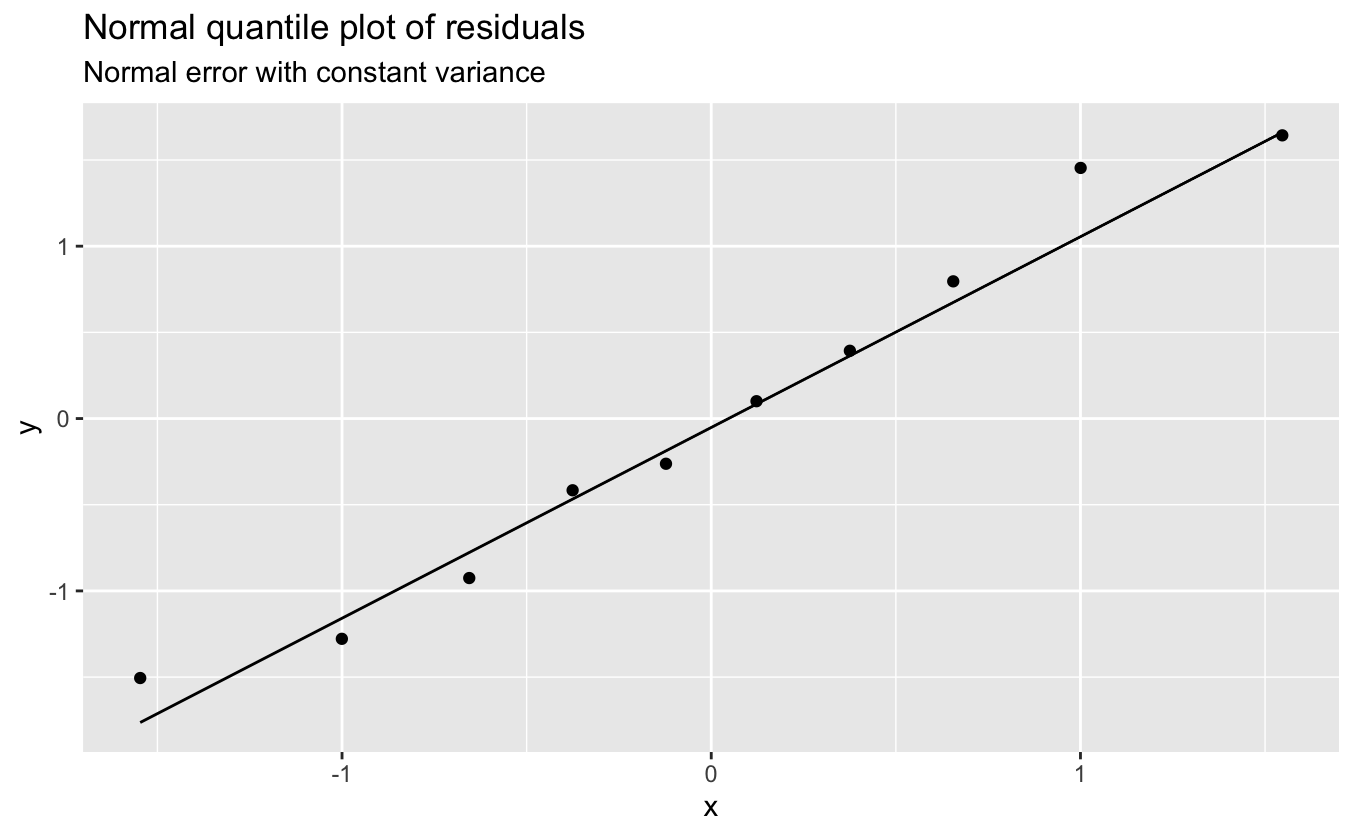 Normal quantile plot of residuals
Normal error with constant variance
1
0
-1
y
-1 0 1
x